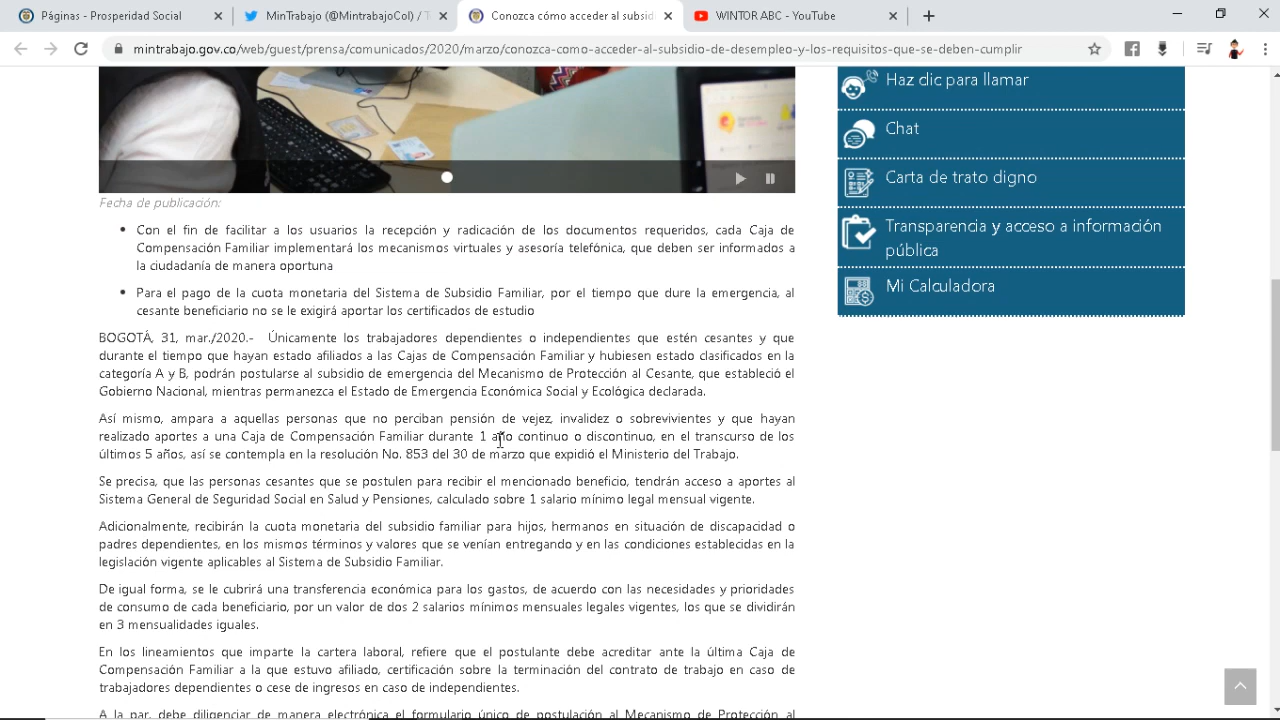 Páginas - Prosperidad Social
MinTrabajo (@MintrabajoCol) / T
Conozca cómo acceder al subsid
WINTOR ABC - YouTube
mintrabajo.gov.co/web/guest/prensa/comunicados/2020/marzo/conozca-como-acceder-al-subsidio-de-desempleo-y-los-requisitos-que-se-deben-cumplir
Haz clic para llamar
Chat
Carta de trato digno
Transparencia y acceso a información
pública
Mi Calculadora
Fecha de publicación:
• Con el fin de facilitar a los usuarios la recepción y radicación de los documentos requeridos, cada Caja de
Compensación Familiar implementará los mecanismos virtuales y asesoría telefónica, que deben ser informados a
la ciudadanía de manera oportuna
• Para el pago de la cuota monetaria del Sistema de Subsidio Familiar, por el tiempo que dure la emergencia, al
cesante beneficiario no se le exigirá aportar los certificados de estudio
BOGOTÁ, 31, mar./2020.- Únicamente los trabajadores dependientes o independientes que estén cesantes y que
durante el tiempo que hayan estado afiliados a las Cajas de Compensación Familiar y hubiesen estado clasificados en la
categoría A y B, podrán postularse al subsidio de emergencia del Mecanismo de Protección al Cesante, que estableció el
Gobierno Nacional, mientras permanezca el Estado de Emergencia Económica Social y Ecológica declarada.
Así mismo, ampara a aquellas personas que no perciban pensión de vejez, invalidez o sobrevivientes y que hayan
realizado aportes a una Caja de Compensación Familiar durante 1 año continuo o discontinuo, en el transcurso de los
últimos 5 años, así se contempla en la resolución No. 853 del 30 de marzo que expidió el Ministerio del Trabajo.
Se precisa, que las personas cesantes que se postulen para recibir el mencionado beneficio, tendrán acceso a aportes al
Sistema General de Seguridad Social en Salud y Pensiones, calculado sobre 1 salario mínimo legal mensual vigente.
Adicionalmente, recibirán la cuota monetaria del subsidio familiar para hijos, hermanos en situación de discapacidad o
padres dependientes, en los mismos términos y valores que se venían entregando y en las condiciones establecidas en la
legislación vigente aplicables al Sistema de Subsidio Familiar.
De igual forma, se le cubrirá una transferencia económica para los gastos, de acuerdo con las necesidades y prioridades
de consumo de cada beneficiario, por un valor de dos 2 salarios mínimos mensuales legales vigentes, los que se dividirán
en 3 mensualidades iguales.
En los lineamientos que imparte la cartera laboral, refiere que el postulante debe acreditar ante la última Caja de
Compensación Familiar a la que estuvo afiliado, certificación sobre la terminación del contrato de trabajo en caso de
trabajadores dependientes o cese de ingresos en caso de independientes.
A la par, debe diligenciar de manera electrónica el formulario único de postulación al Mecanismo de Protección al